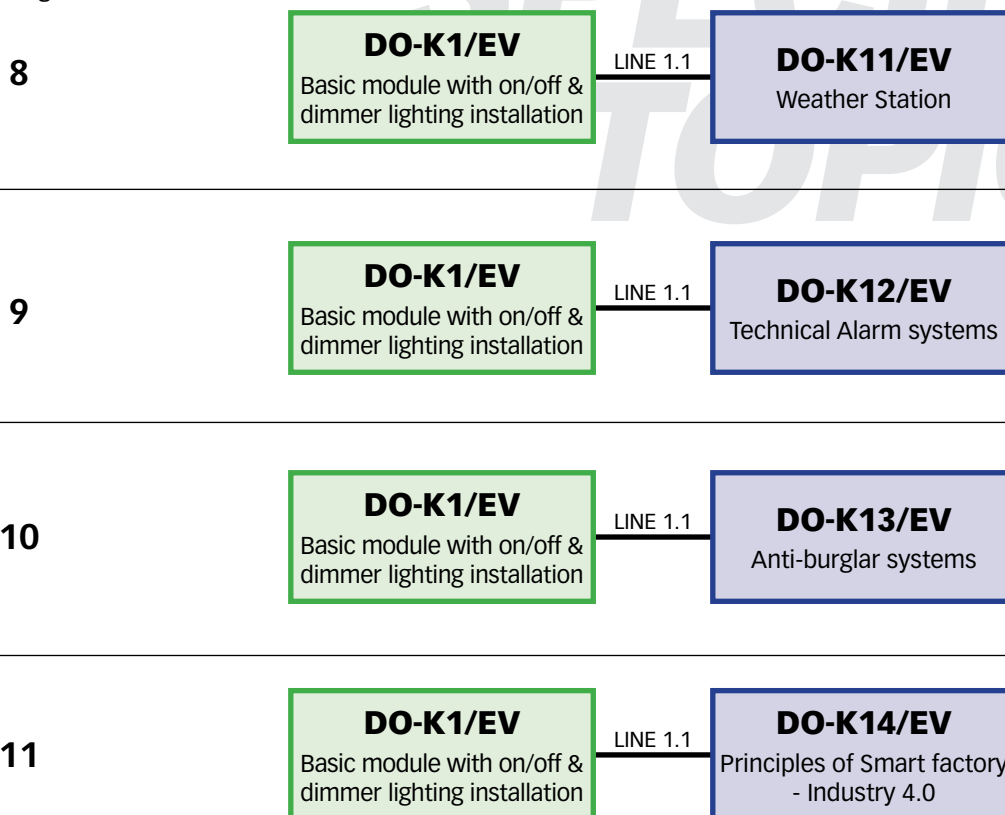 8
DO-K1/EV
Basic module with on/off &
dimmer lighting installation
LINE 1.1
DO-K11/EV
Weather Station
9
DO-K1/EV
Basic module with on/off &
dimmer lighting installation
LINE 1.1
DO-K12/EV
Technical Alarm systems
10
DO-K1/EV
Basic module with on/off &
dimmer lighting installation
LINE 1.1
DO-K13/EV
Anti-burglar systems
11
DO-K1/EV
Basic module with on/off &
dimmer lighting installation
LINE 1.1
DO-K14/EV
Principles of Smart factory
- Industry 4.0